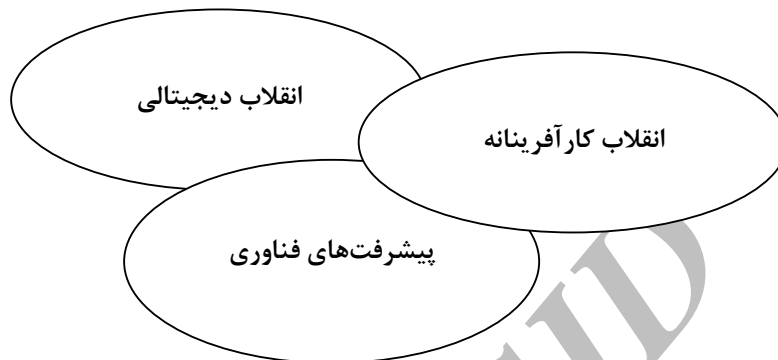 انقلاب دیجیتالی
انقلاب کارآفرینانه
پیشرفت‌های فناوری